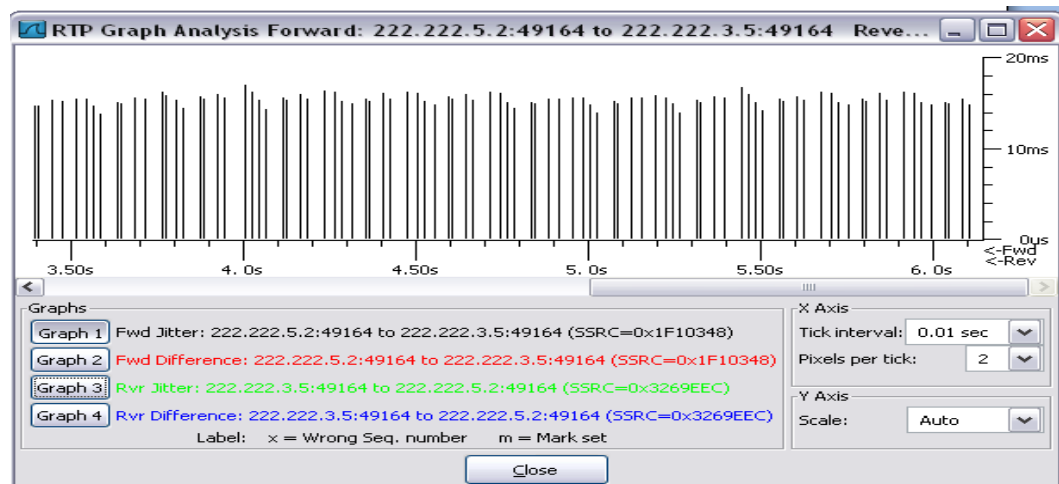 RTP Graph Analysis Forward: 222.222.5.2:49164 to 222.222.3.5:49164 Reve...
20ms
10ms
0us
<-Fwd
<-Rev
3.50s 4. 0s 4.50s 5. 0s 5.50s 6. 0s
Graphs
Graph 1 Fwd Jitter: 222.222.5.2:49164 to 222.222.3.5:49164 (SSRC=0x1F10348)
Graph 2 Fwd Difference: 222.222.5.2:49164 to 222.222.3.5:49164 (SSRC=0x1F10348)
Graph 3 Rvr Jitter: 222.222.3.5:49164 to 222.222.5.2:49164 (SSRC=0x3269EEC)
Graph 4 Rvr Difference: 222.222.3.5:49164 to 222.222.5.2:49164 (SSRC=0x3269EEC)
Label: x = Wrong Seq. number m = Mark set
X Axis
Tick interval: 0.01 sec
Pixels per tick: 2
Y Axis
Scale: Auto
Close